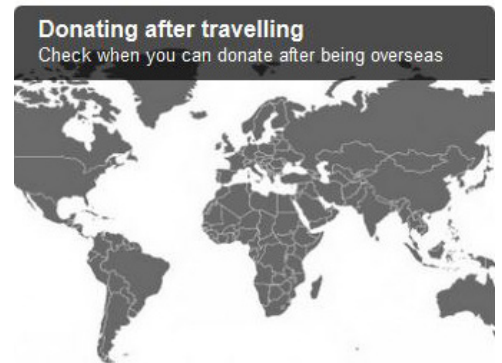 Donating after travelling
Check when you can donate after being overseas